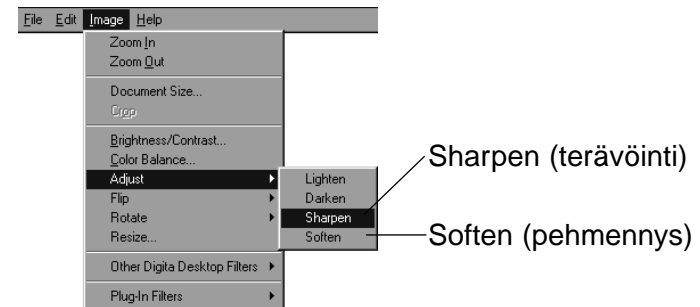 File Edit Image Help
Zoom In
Zoom Out
Document Size...
Crop
Brightness/Contrast...
Color Balance...
Adjust
Flip
Rotate
Resize...
Other Digita Desktop Filters
Plug-In Filters
Lighten
Darken
Sharpen
Soften
Sharpen (terävöinti)
Soften (pehmennys)